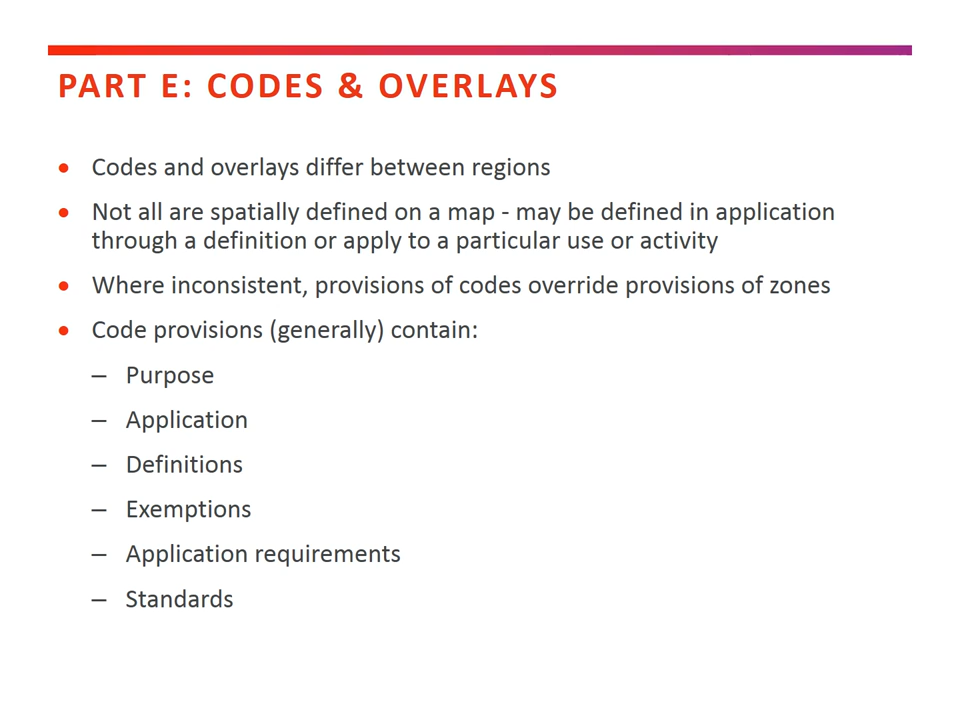 PART E: CODES & OVERLAYS
• Codes and overlays differ between regions
• Not all are spatially defined on a map - may be defined in application
through a definition or apply to a particular use or activity
• Where inconsistent, provisions of codes override provisions of zones
• Code provisions (generally) contain:
– Purpose
– Application
– Definitions
– Exemptions
– Application requirements
– Standards